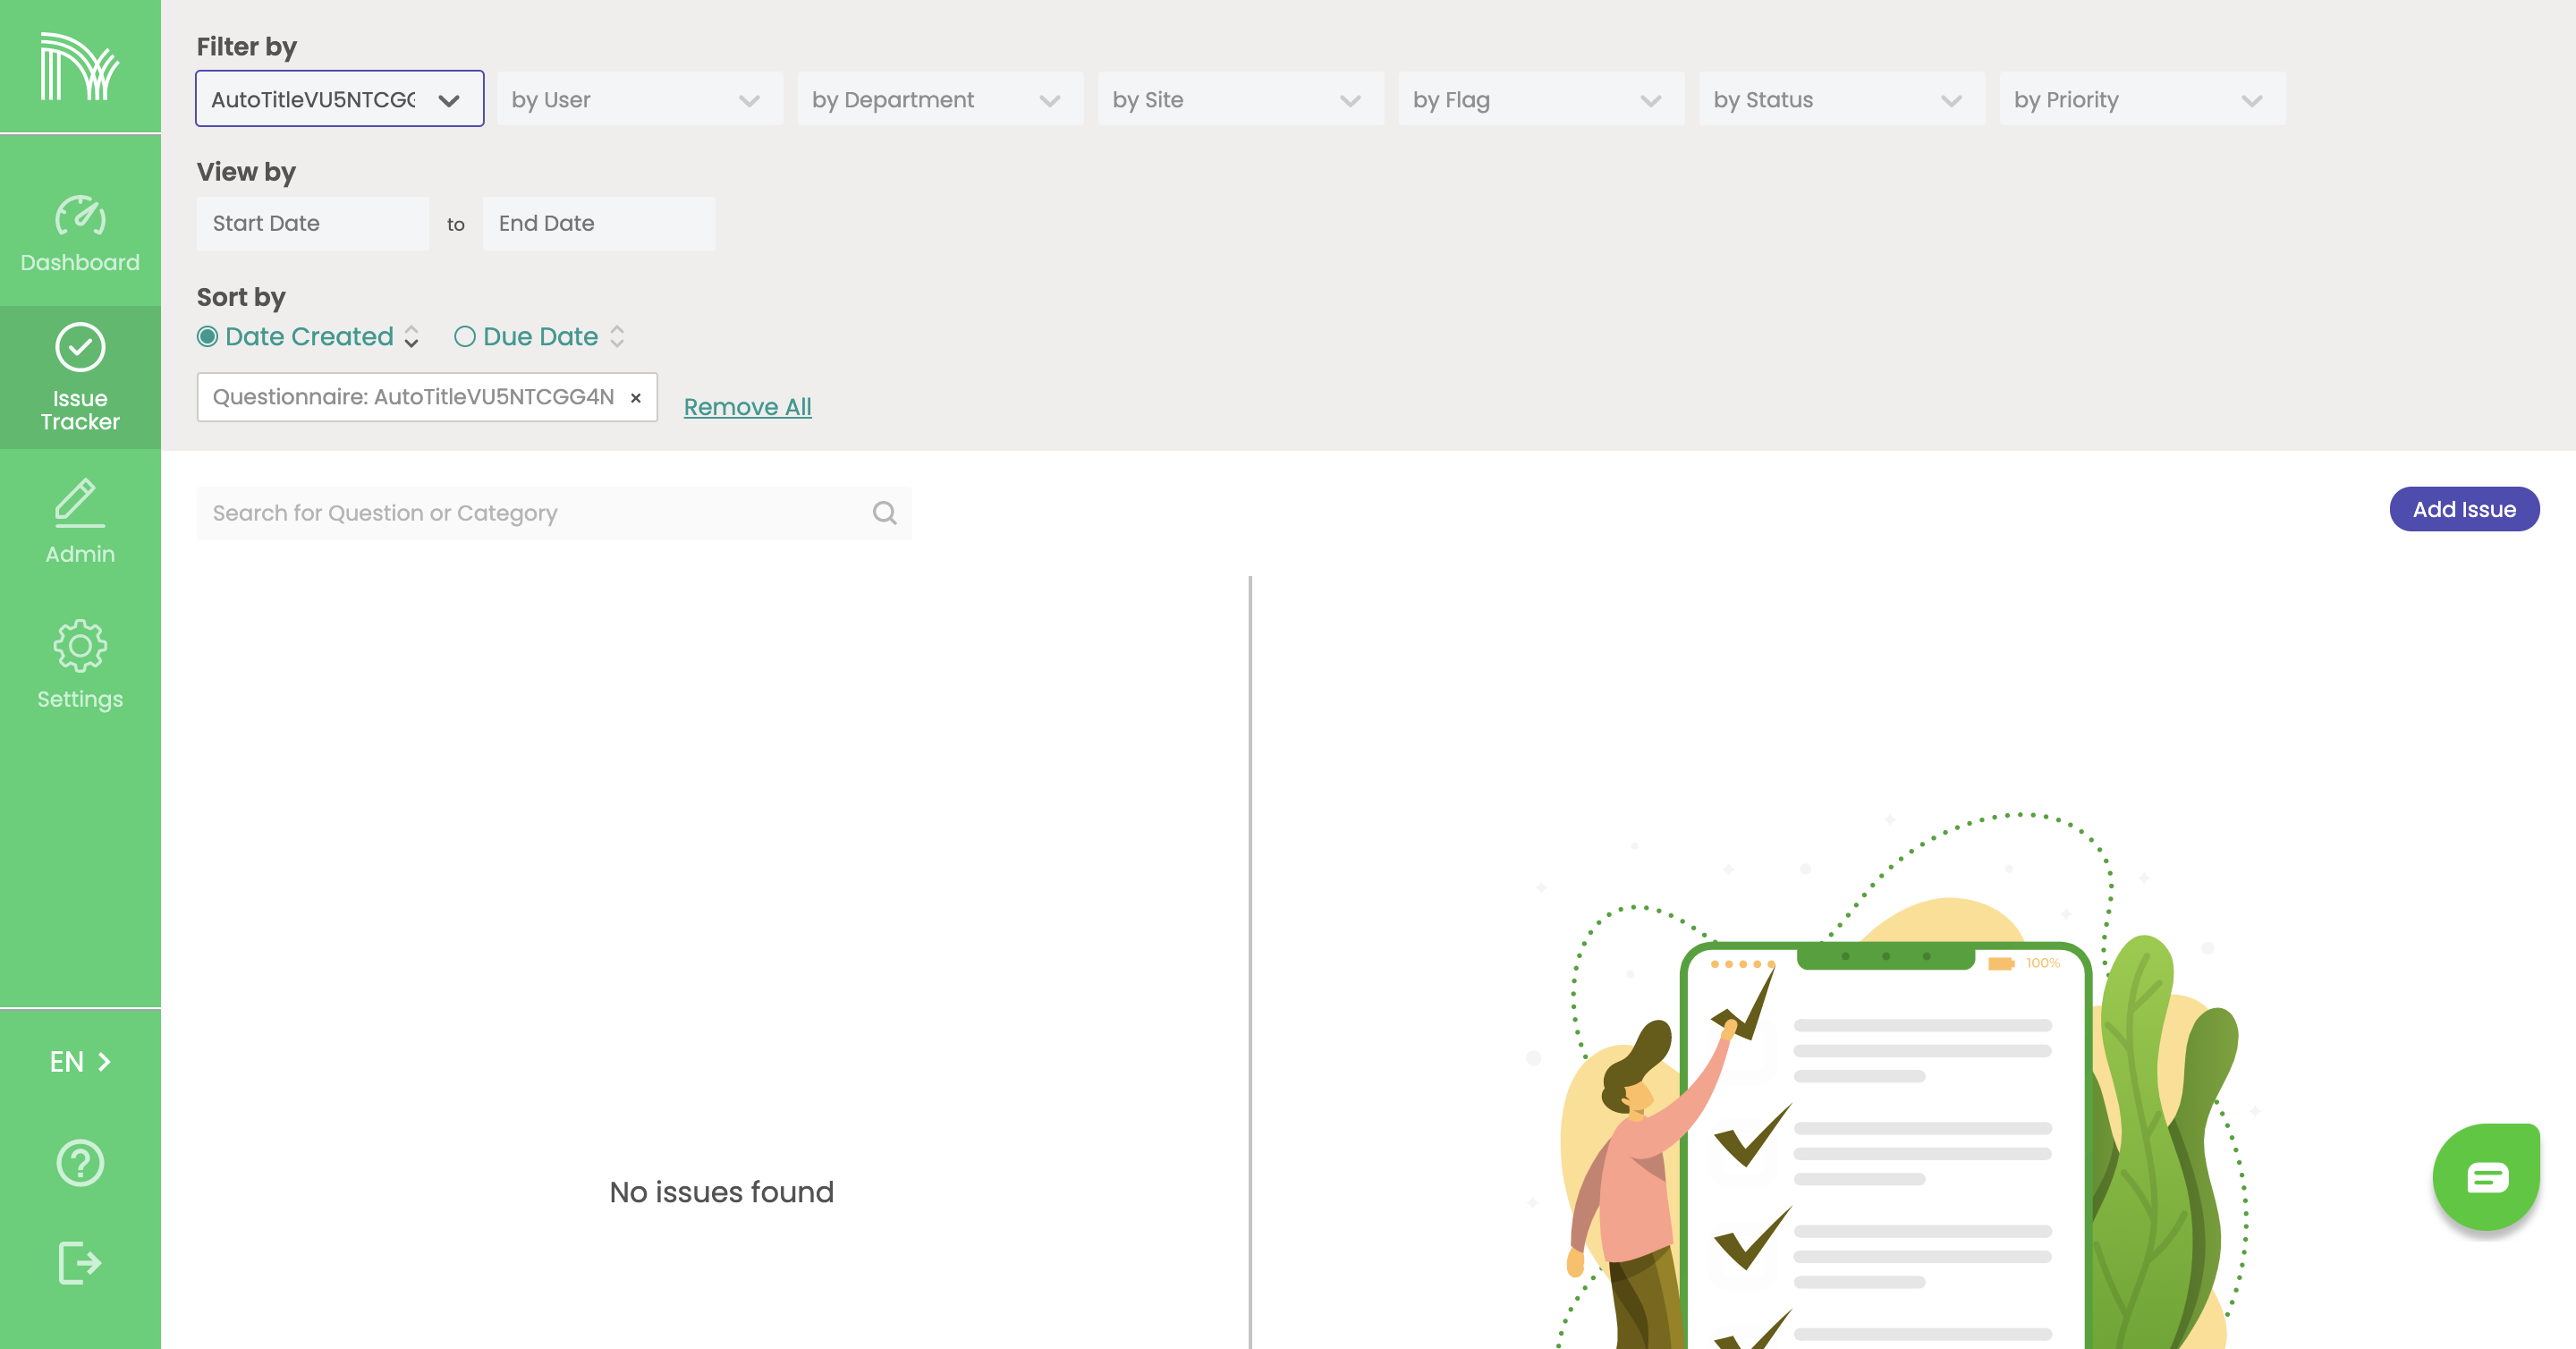 Filter by
AutoTitleVU5NTCGG
by User
by Department
by Site
by Flag
by Status
by Priority
View by
Start Date
to
End Date
Sort by
Date Created
Due Date
Questionnaire: AutoTitleVU5NTCGG4N ×
Remove All
Dashboard
Issue
Tracker
Admin
Settings
EN
?
Search for Question or Category
Add Issue
No issues found
100%